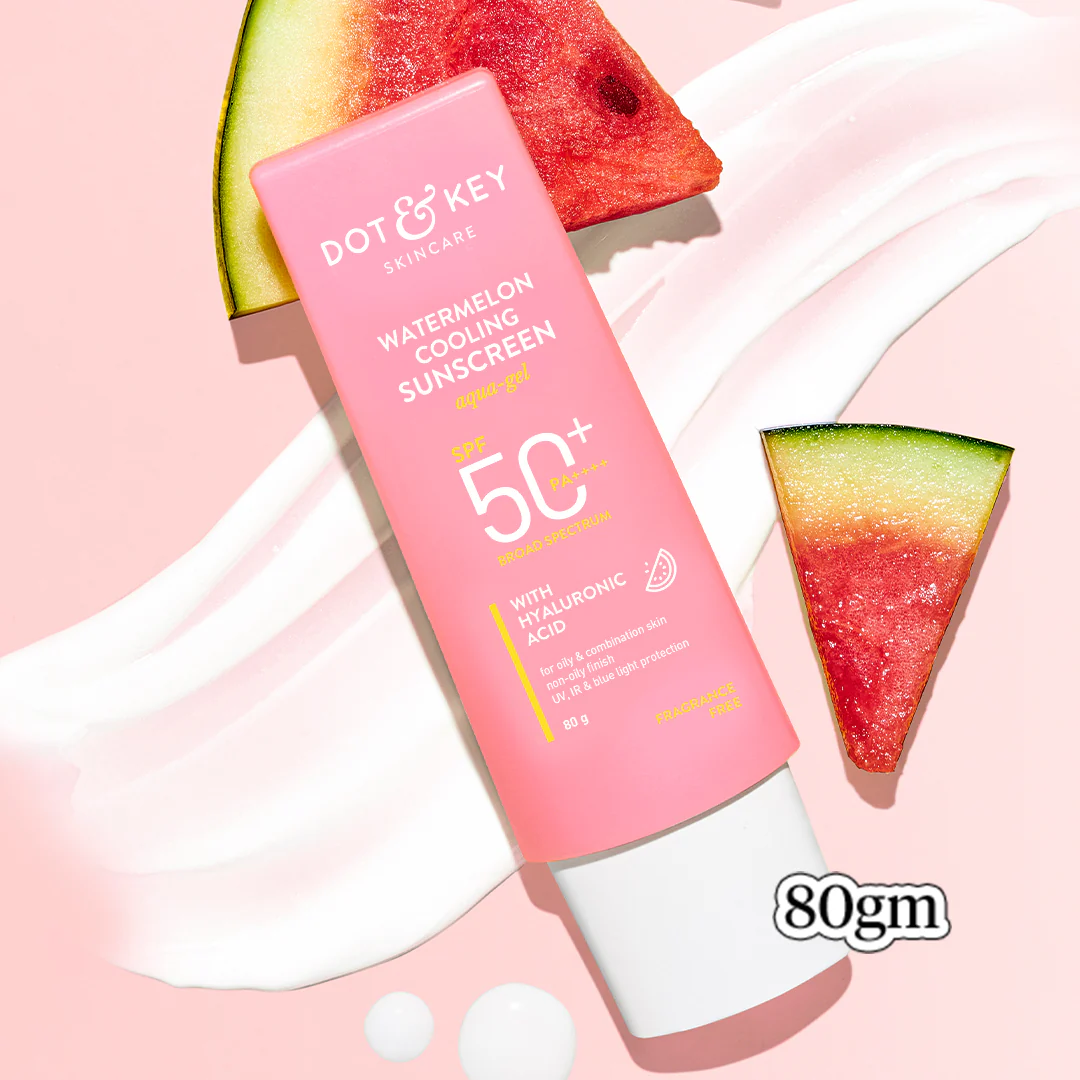 DOT & KEY
SKINCARE
WATERMELON
COOLING
SUNSCREEN
aqua-gel
SPF
50+
PA++++
BROAD SPECTRUM
WITH
HYALURONIC
ACID
for oily & combination skin
non-oily finish
UV, IR & blue light protection
80 g
FRAGRANCE
FREE
80gm